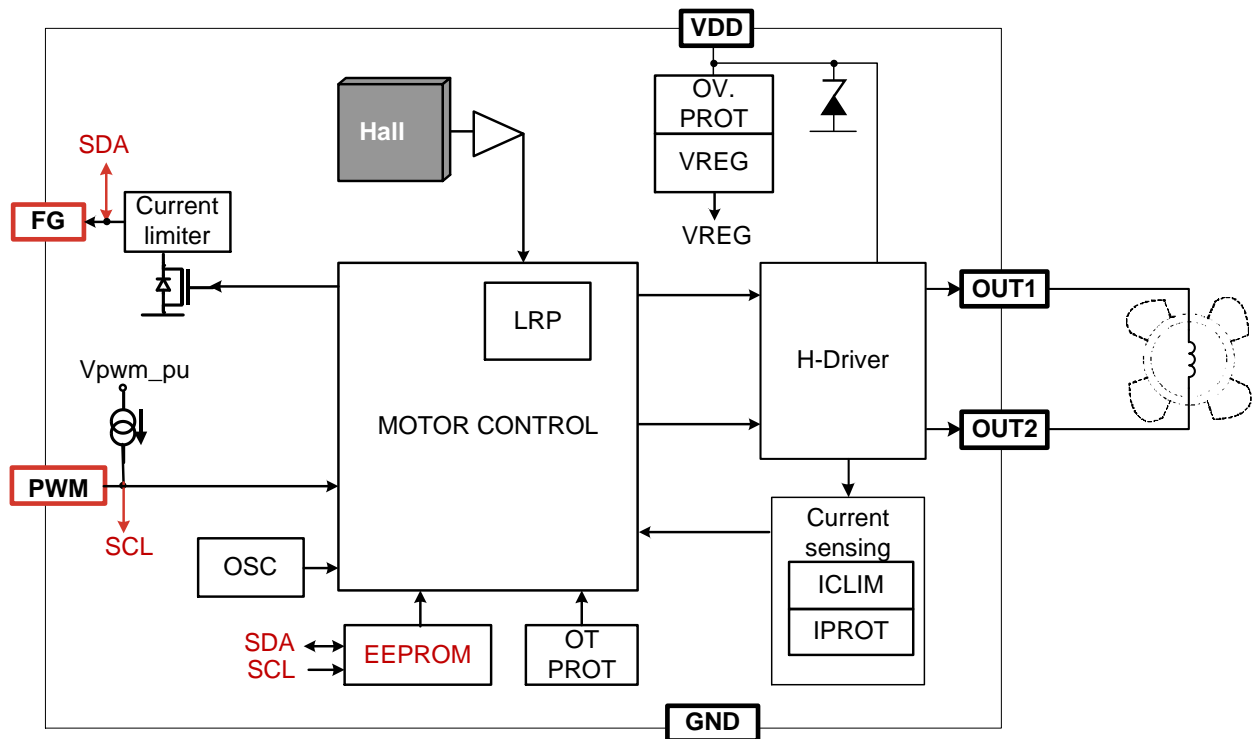 VDD
OV.
PROT
VREG
VREG
Hall
SDA
FG
Current
limiter
LRP
MOTOR CONTROL
H-Driver
OUT1
OUT2
Vpwm_pu
PWM
SCL
OSC
SDA
SCL
EEPROM
OT
PROT
Current
sensing
ICLIM
IPROT
GND